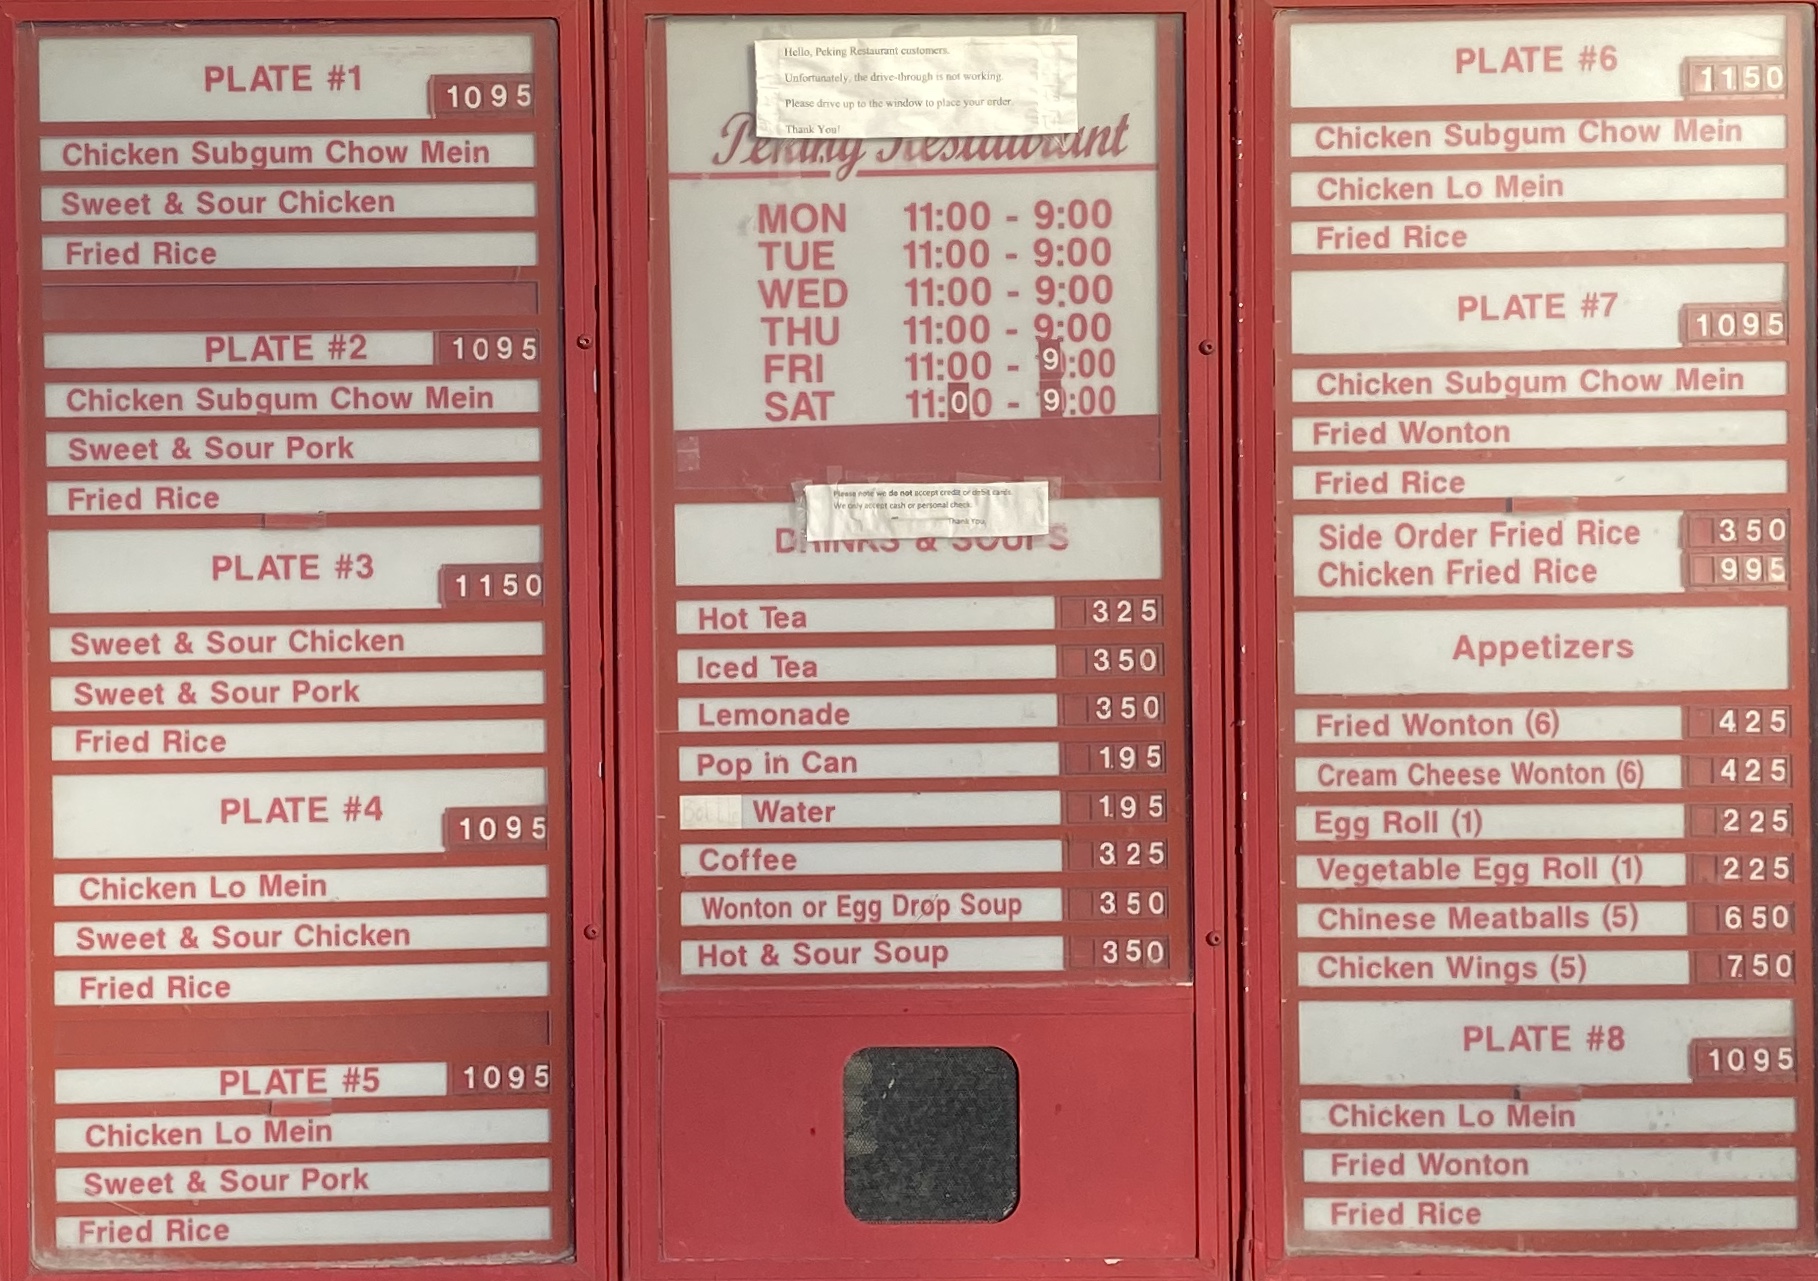 PLATE #1 1095
Chicken Subgum Chow Mein
Sweet & Sour Chicken
Fried Rice
PLATE #2 1095
Chicken Subgum Chow Mein
Sweet & Sour Pork
Fried Rice
PLATE #3 1150
Sweet & Sour Chicken
Sweet & Sour Pork
Fried Rice
PLATE #4 1095
Chicken Lo Mein
Sweet & Sour Chicken
Fried Rice
PLATE #5 1095
Chicken Lo Mein
Sweet & Sour Pork
Fried Rice
Hello, Peking Restaurant customers.
Unfortunately, the drive-through is not working.
Please drive up to the window to place your order.
Thank You!
Peking Restaurant
MON 11:00 - 9:00
TUE 11:00 - 9:00
WED 11:00 - 9:00
THU 11:00 - 9:00
FRI 11:00 - 9:00
SAT 11:00 - 9:00
Please note we do not accept credit or debit cards.
We only accept cash or personal check.
Thank You
DRINKS & SOUPS
Hot Tea 325
Iced Tea 350
Lemonade 350
Pop in Can 195
Water 195
Coffee 325
Wonton or Egg Drop Soup 350
Hot & Sour Soup 350
PLATE #6 1150
Chicken Subgum Chow Mein
Chicken Lo Mein
Fried Rice
PLATE #7 1095
Chicken Subgum Chow Mein
Fried Wonton
Fried Rice
Side Order Fried Rice 350
Chicken Fried Rice 995
Appetizers
Fried Wonton (6) 425
Cream Cheese Wonton (6) 425
Egg Roll (1) 225
Vegetable Egg Roll (1) 225
Chinese Meatballs (5) 650
Chicken Wings (5) 750
PLATE #8 1095
Chicken Lo Mein
Fried Wonton
Fried Rice